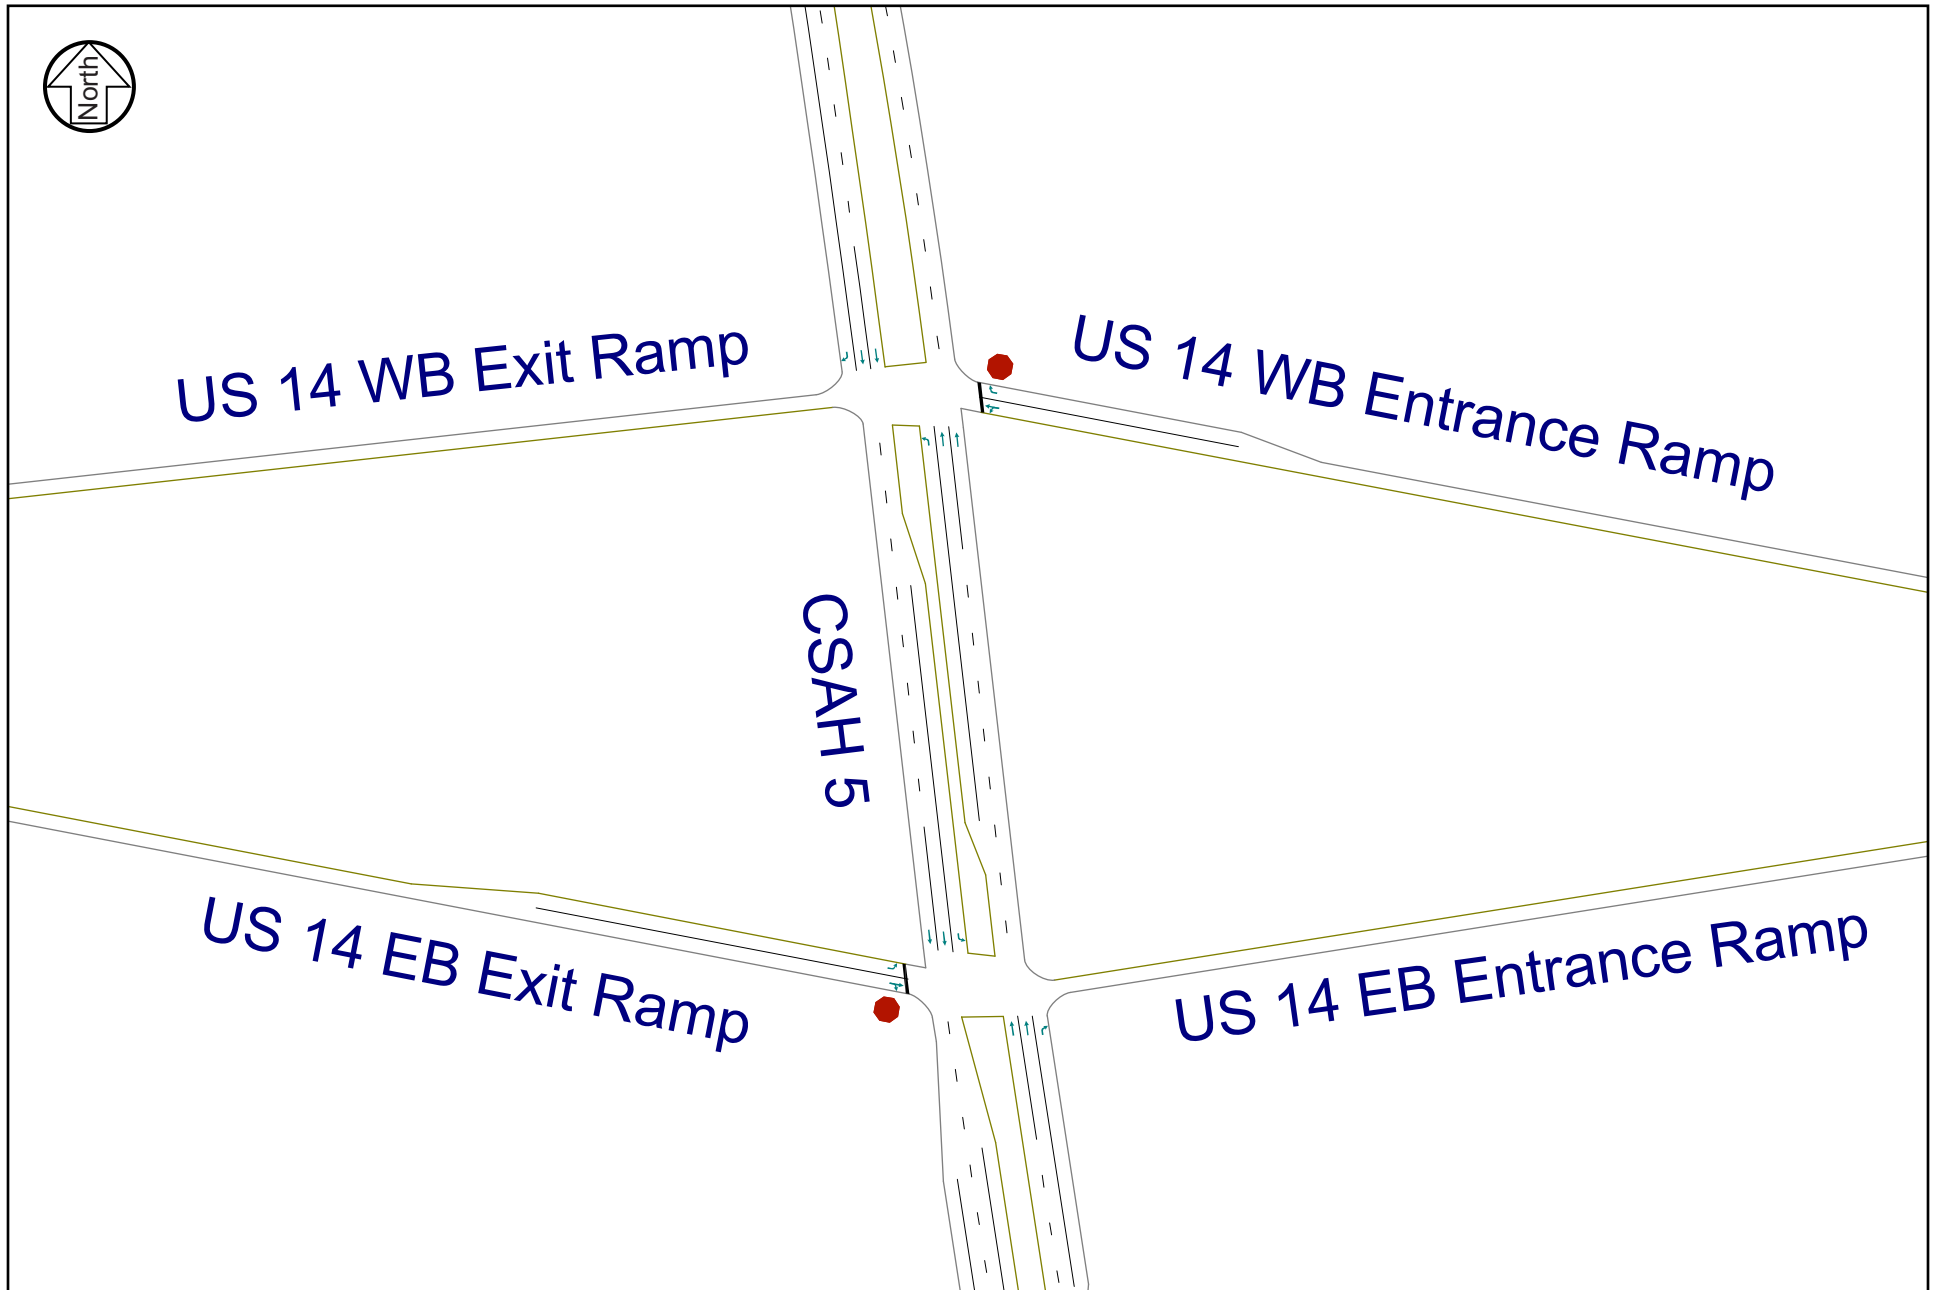 North
US 14 WB Exit Ramp
US 14 WB Entrance Ramp
CSAH 5
US 14 EB Exit Ramp
US 14 EB Entrance Ramp